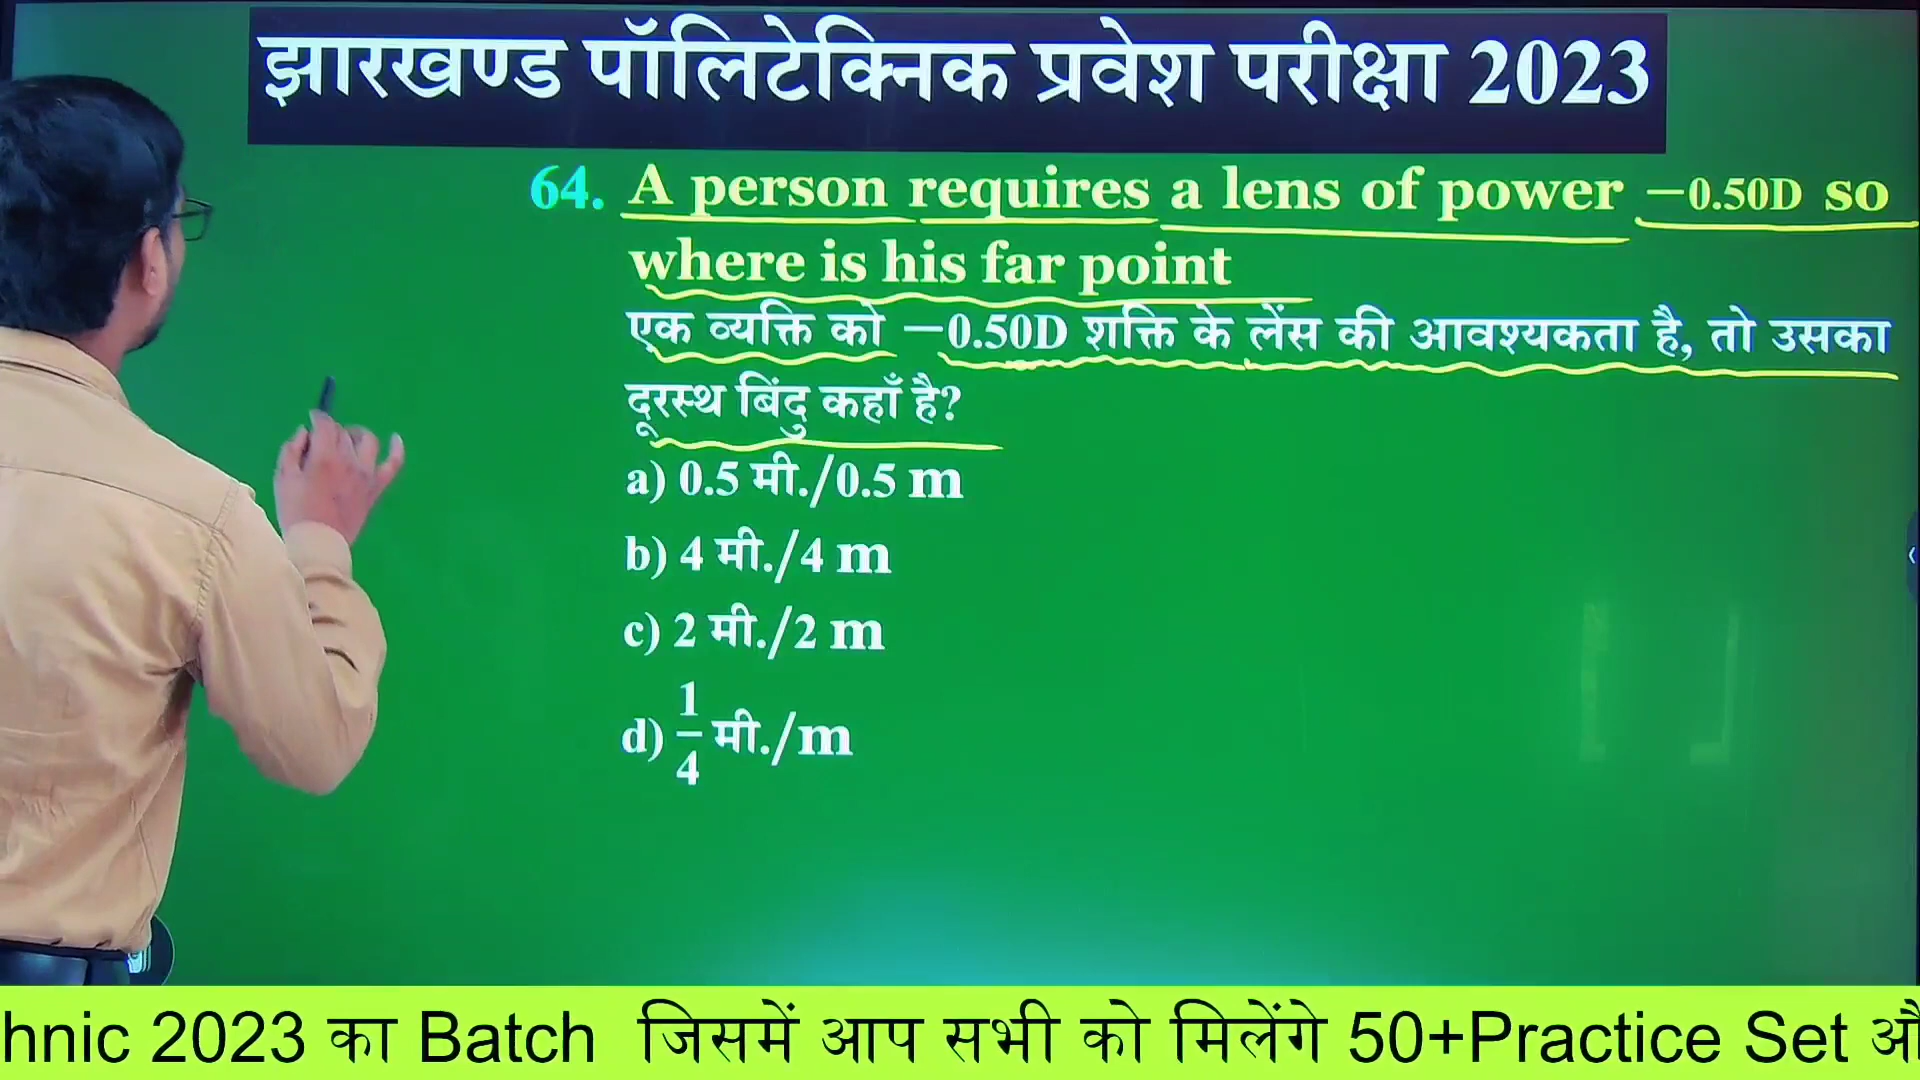 झारखण्ड पॉलिटेक्निक प्रवेश परीक्षा 2023
64. A person requires a lens of power −0.50D so
where is his far point
एक व्यक्ति को −0.50D शक्ति के लेंस की आवश्यकता है, तो उसका
दूरस्थ बिंदु कहाँ है?
a) 0.5 मी./0.5 m
b) 4 मी./4 m
c) 2 मी./2 m
d) 1/4 मी./m
hnic 2023 का Batch जिसमें आप सभी को मिलेंगे 50+Practice Set औ